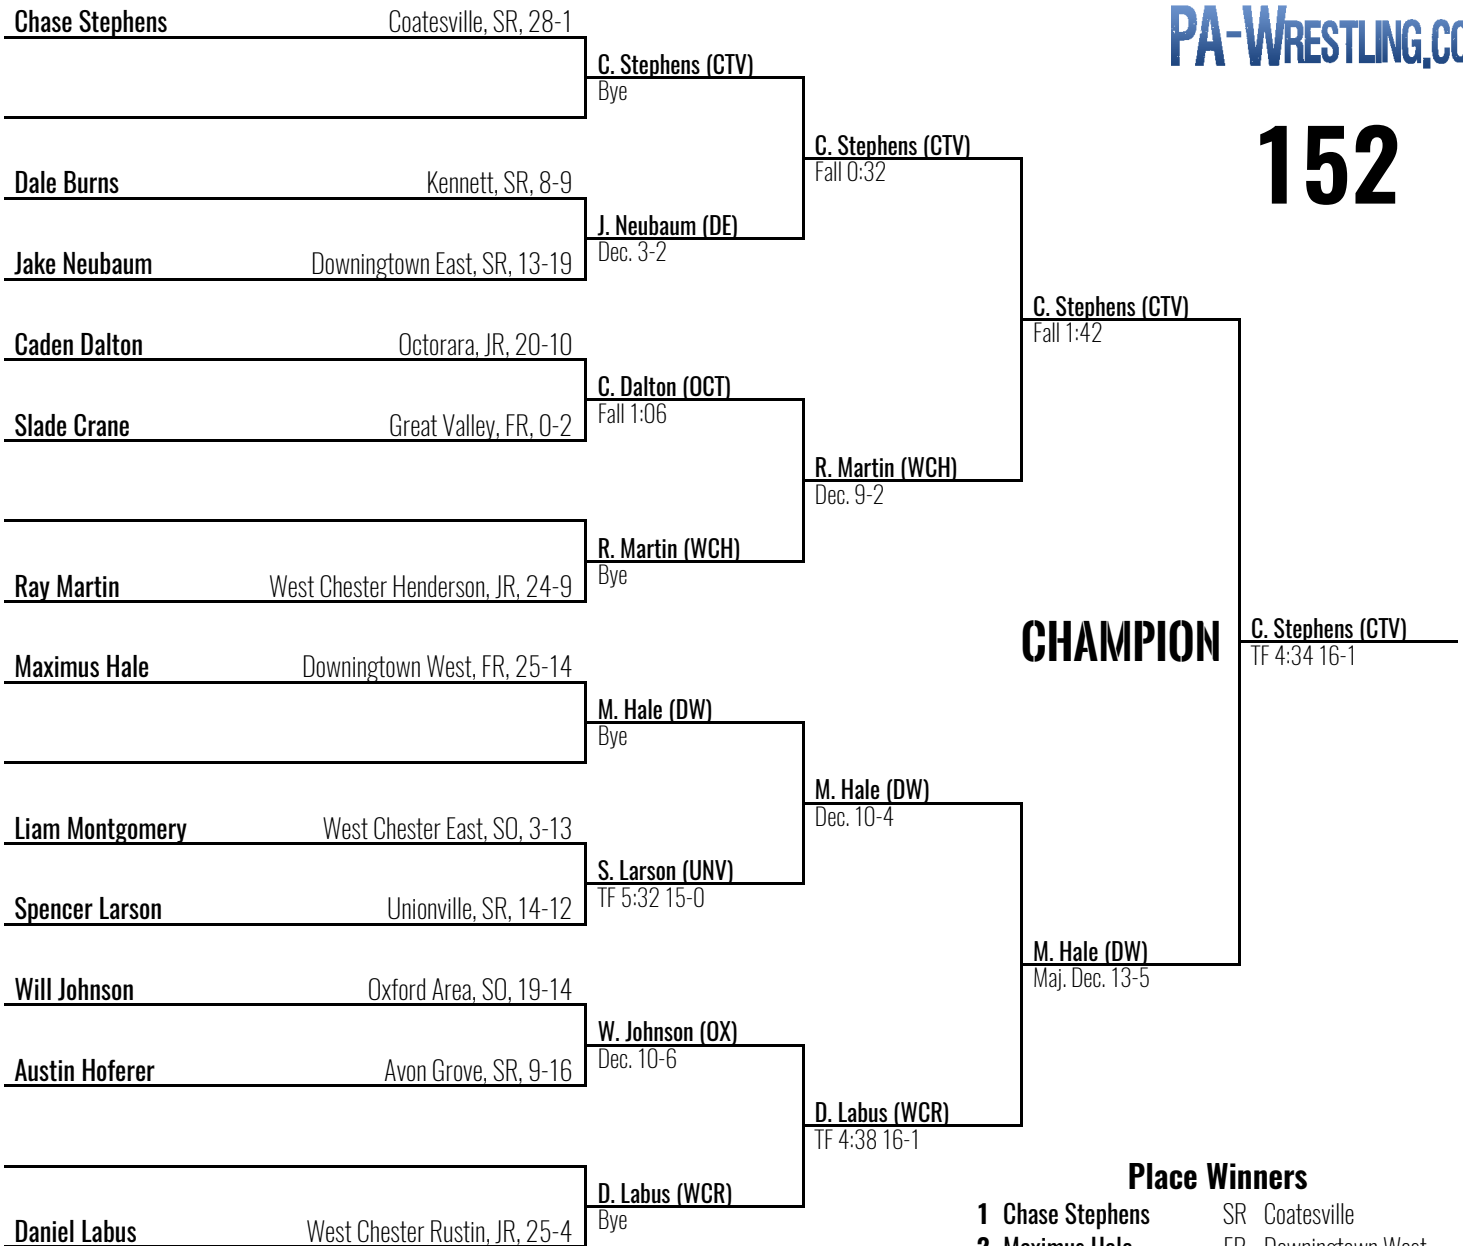 PA-WRESTLING.CO
152
Chase Stephens Coatesville, SR, 28-1
C. Stephens (CTV)
Bye
C. Stephens (CTV)
Fall 0:32
Dale Burns Kennett, SR, 8-9
J. Neubaum (DE)
Dec. 3-2
Jake Neubaum Downingtown East, SR, 13-19
C. Stephens (CTV)
Fall 1:42
Caden Dalton Octorara, JR, 20-10
C. Dalton (OCT)
Fall 1:06
Slade Crane Great Valley, FR, 0-2
R. Martin (WCH)
Dec. 9-2
R. Martin (WCH)
Bye
Ray Martin West Chester Henderson, JR, 24-9
CHAMPION
C. Stephens (CTV)
TF 4:34 16-1
Maximus Hale Downingtown West, FR, 25-14
M. Hale (DW)
Bye
M. Hale (DW)
Dec. 10-4
Liam Montgomery West Chester East, SO, 3-13
S. Larson (UNV)
TF 5:32 15-0
Spencer Larson Unionville, SR, 14-12
M. Hale (DW)
Maj. Dec. 13-5
Will Johnson Oxford Area, SO, 19-14
W. Johnson (OX)
Dec. 10-6
Austin Hoferer Avon Grove, SR, 9-16
D. Labus (WCR)
TF 4:38 16-1
D. Labus (WCR)
Bye
Daniel Labus West Chester Rustin, JR, 25-4
Place Winners
1 Chase Stephens SR Coatesville
2 Maximus Hale FR Downingtown West